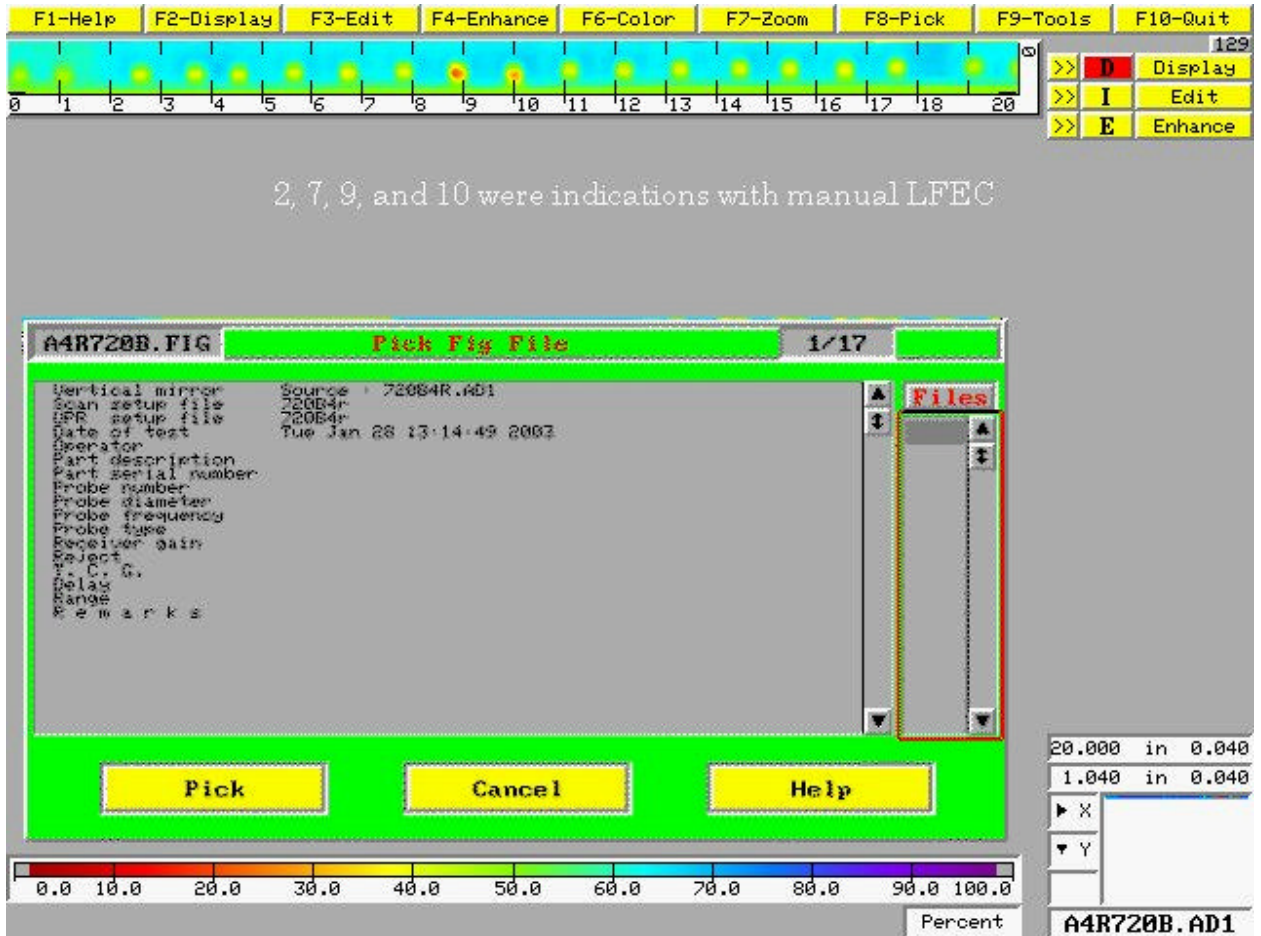 F1-Help F2-Display F3-Edit F4-Enhance F6-Color F7-Zoom F8-Pick F9-Tools F10-Quit
129
>> D Display
0 1 2 3 4 5 6 7 8 9 10 11 12 13 14 15 16 17 18 20
>> I Edit
>> E Enhance
2, 7, 9, and 10 were indications with manual LFEC
A4R720B.FIG Pick Fig File 1/17
Vertical mirror Source : 720B4R.AD1
Files
Scan setup file 720B4r
UPR setup file 720B4r
Date of test Tue Jan 28 13:14:49 2003
Operator
Part description
Part serial number
Probe number
Probe diameter
Probe frequency
Probe type
Receiver gain
Reject
T. C. G.
Delay
Range
R e m a r k s
20.000 in 0.040
1.040 in 0.040
Pick Cancel Help
X
Y
0.0 10.0 20.0 30.0 40.0 50.0 60.0 70.0 80.0 90.0 100.0
Percent
A4R720B.AD1